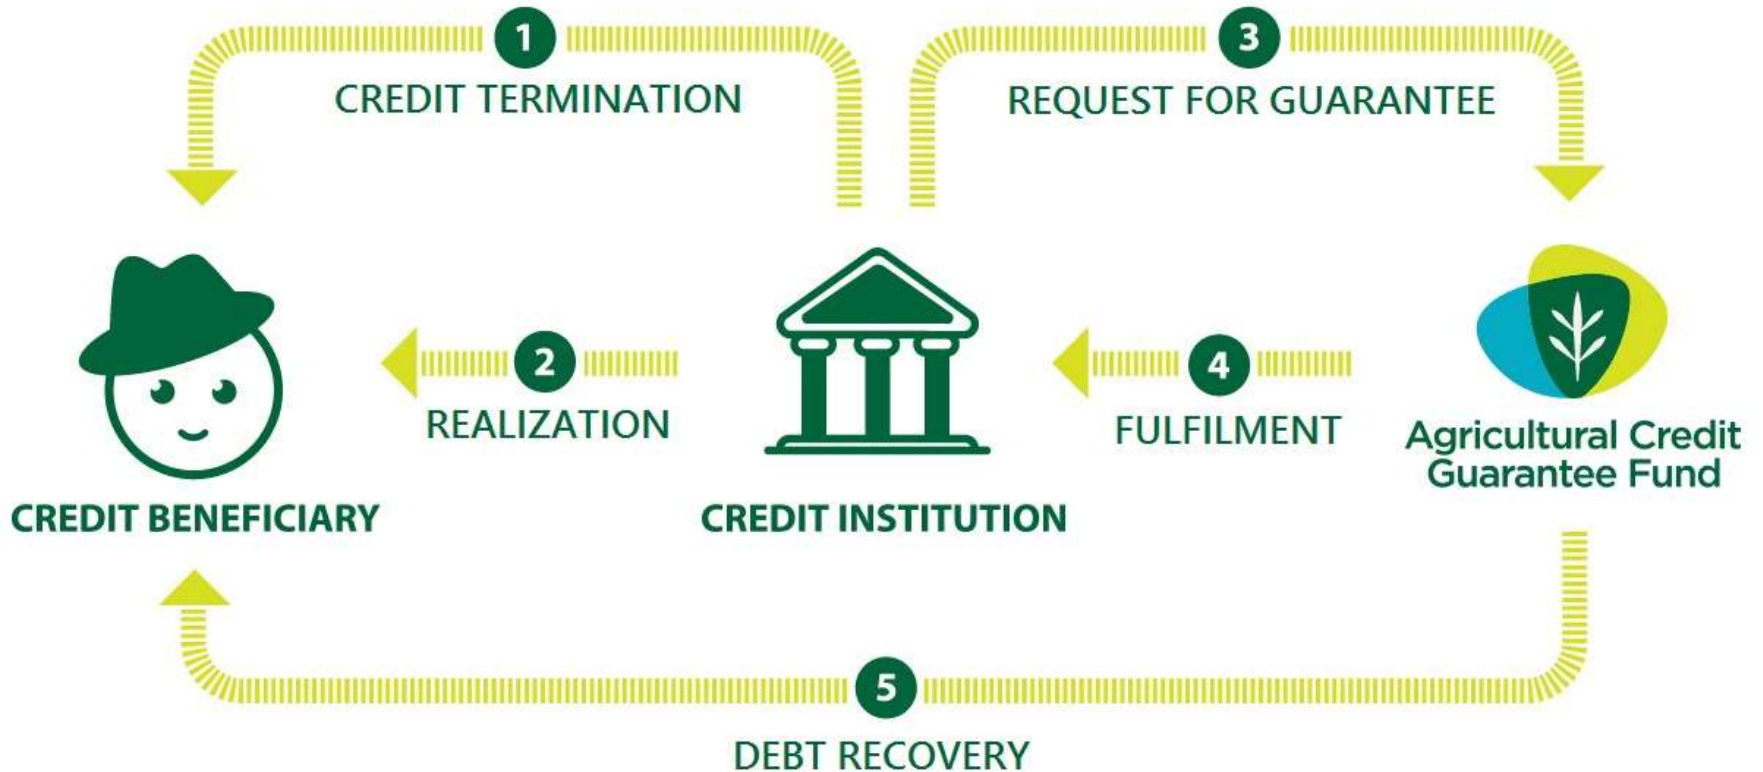 1
CREDIT TERMINATION
3
REQUEST FOR GUARANTEE
2
REALIZATION
4
FULFILMENT
Agricultural Credit
Guarantee Fund
CREDIT BENEFICIARY
CREDIT INSTITUTION
5
DEBT RECOVERY